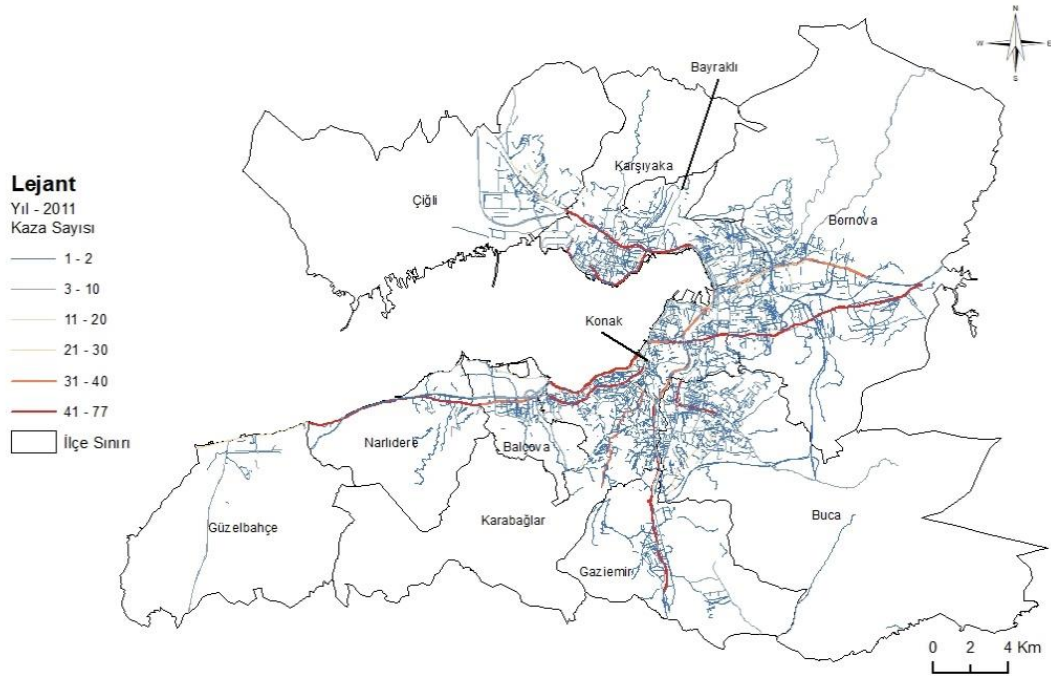 N
W E
S
Bayraklı
Karşıyaka
Lejant
Yıl - 2011
Kaza Sayısı
1 - 2
3 - 10
11 - 20
21 - 30
31 - 40
41 - 77
İlçe Sınırı
Çiğli
Bornova
Konak
Narlıdere
Balçova
Güzelbahçe
Karabağlar
Buca
Gaziemir
0 2 4 Km